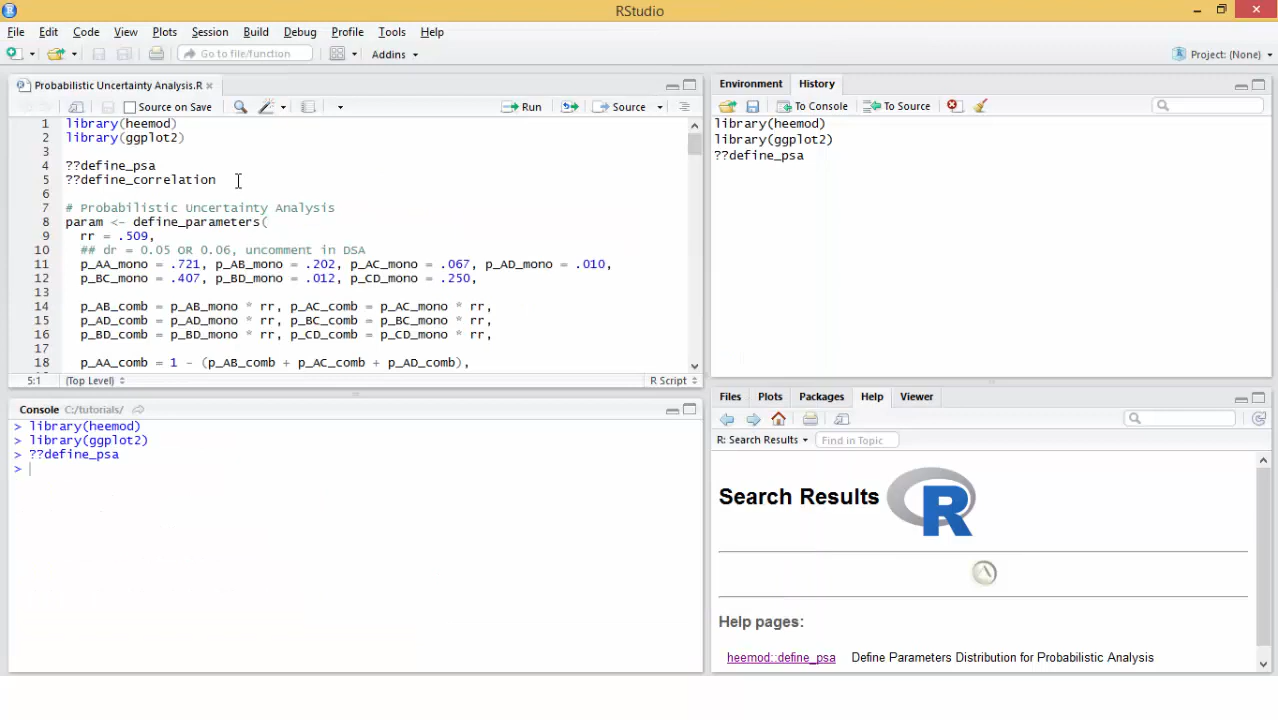 RStudio
File Edit Code View Plots Session Build Debug Profile Tools Help
Go to file/function Addins Project: (None)
Probabilistic Uncertainty Analysis.R
Source on Save Run Source
1 library(heemod)
2 library(ggplot2)
3
4 ??define_psa
5 ??define_correlation
6
7 # Probabilistic Uncertainty Analysis
8 param <- define_parameters(
9 rr = .509,
10 ## dr = 0.05 OR 0.06, uncomment in DSA
11 p_AA_mono = .721, p_AB_mono = .202, p_AC_mono = .067, p_AD_mono = .010,
12 p_BC_mono = .407, p_BD_mono = .012, p_CD_mono = .250,
13
14 p_AB_comb = p_AB_mono * rr, p_AC_comb = p_AC_mono * rr,
15 p_AD_comb = p_AD_mono * rr, p_BC_comb = p_BC_mono * rr,
16 p_BD_comb = p_BD_mono * rr, p_CD_comb = p_CD_mono * rr,
17
18 p_AA_comb = 1 - (p_AB_comb + p_AC_comb + p_AD_comb),
5:1 (Top Level) R Script
Console C:/tutorials/
> library(heemod)
> library(ggplot2)
> ??define_psa
>
Environment History
To Console To Source
library(heemod)
library(ggplot2)
??define_psa
Files Plots Packages Help Viewer
R: Search Results Find in Topic
Search Results R
Help pages:
heemod::define_psa Define Parameters Distribution for Probabilistic Analysis